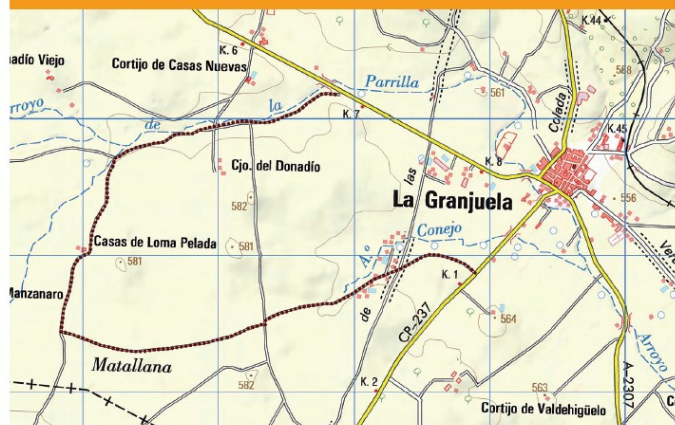 K.44
K. 6
adío Viejo
Cortijo de Casas Nuevas
Parrilla
561
568
la
K. 7
Colada
rroyo
de
K.45
Cjo. del Donadío
las
K. 8
582
La Granjuela
556
Conejo
Casas de Loma Pelada
581
581
A.º
Manzanaro
K. 1
de
CP-237
564
Matallana
Arroyo
582
K. 2
A-2307
563
Cortijo de Valdehigüelo